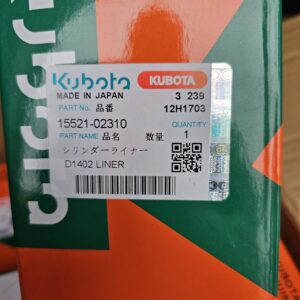 Kubota KUBOTA
MADE IN JAPAN 3 239
PART No. 品番 12H1703
15521-02310 QUANTITY
PART NAME 品名 数量 1
シリンダーライナー
D1402 LINER
KUBOTA